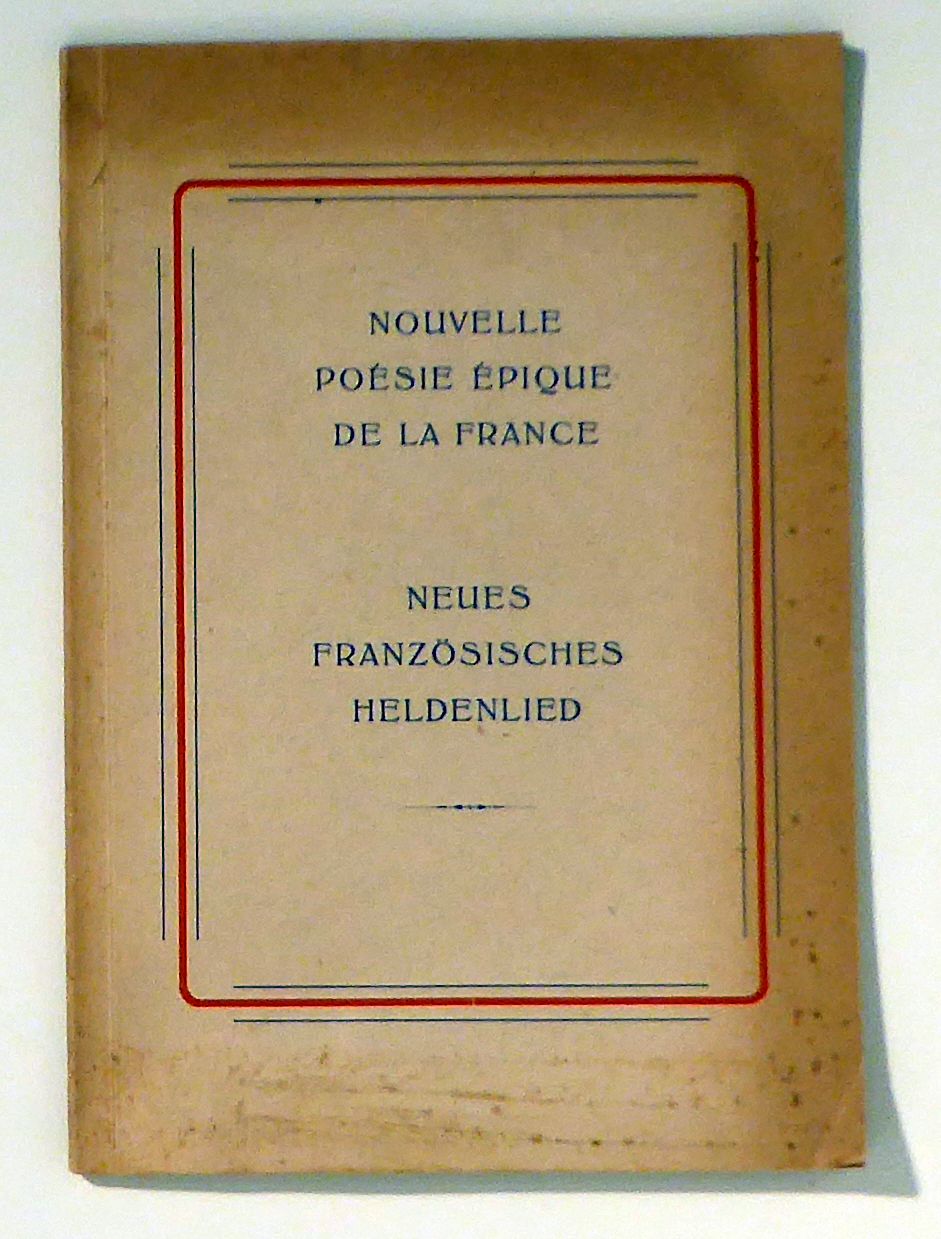 NOUVELLE
POÉSIE ÉPIQUE
DE LA FRANCE
NEUES
FRANZÖSISCHES
HELDENLIED